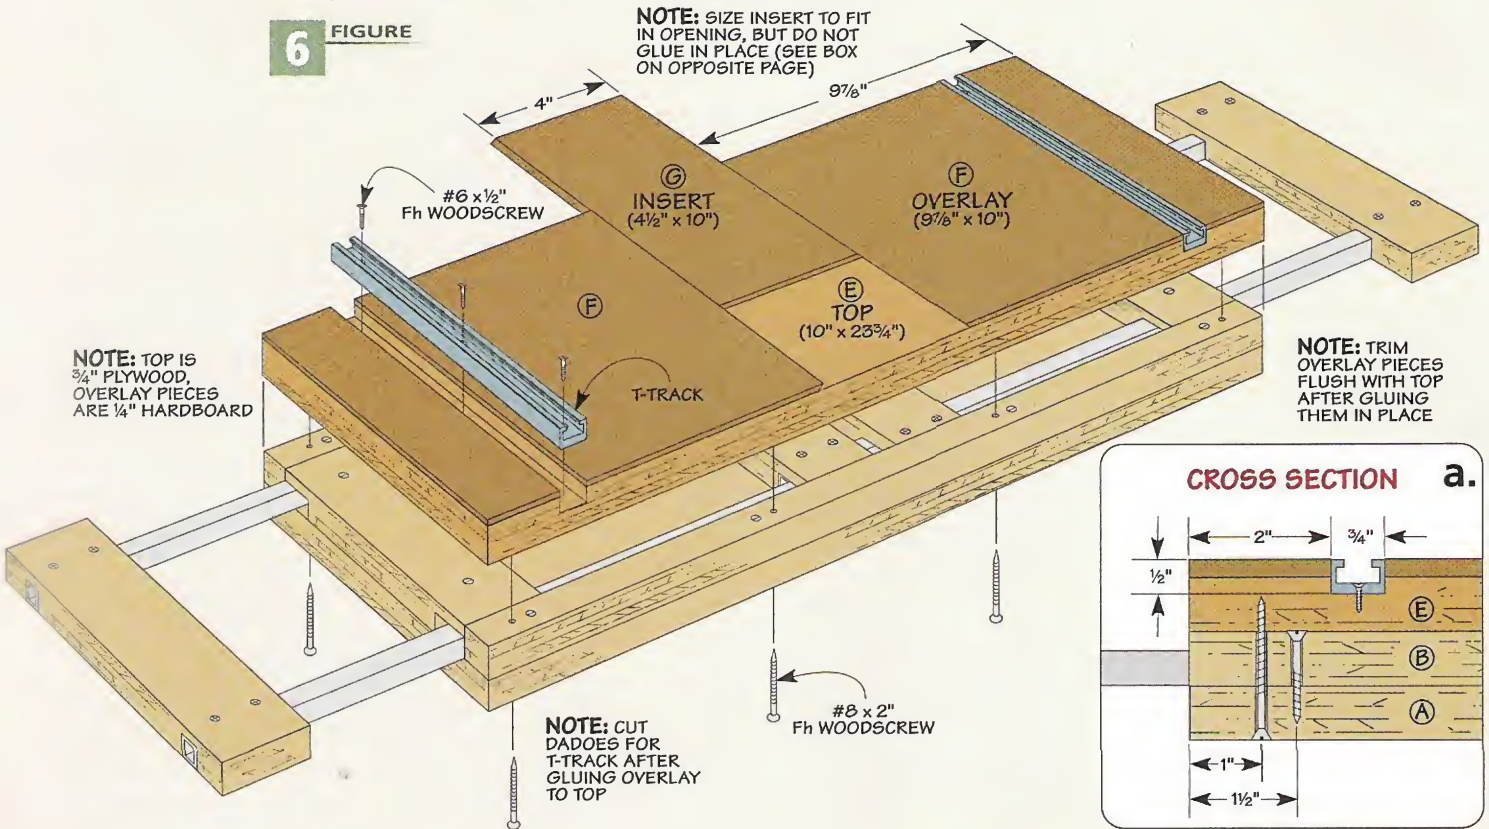 6 FIGURE
NOTE: SIZE INSERT TO FIT
IN OPENING, BUT DO NOT
GLUE IN PLACE (SEE BOX
ON OPPOSITE PAGE)
4"
9⅞"
#6 x ½"
Fh WOODSCREW
G
INSERT
(4½" x 10")
F
OVERLAY
(9⅞" x 10")
F
E
TOP
(10" x 23¾")
NOTE: TOP IS
¾" PLYWOOD,
OVERLAY PIECES
ARE ¼" HARDBOARD
T-TRACK
NOTE: TRIM
OVERLAY PIECES
FLUSH WITH TOP
AFTER GLUING
THEM IN PLACE
#8 x 2"
Fh WOODSCREW
NOTE: CUT
DADOES FOR
T-TRACK AFTER
GLUING OVERLAY
TO TOP
CROSS SECTION a.
2"
¾"
½"
E
B
A
1"
1½"